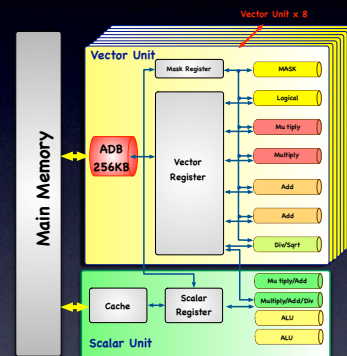 Vector Unit x 8
Vector Unit
Mask Register
MASK
Logical
Mu tiply
Multiply
Add
Add
Div/Sqrt
ADB
256KB
Vector
Register
Main Memory
Cache
Scalar
Register
Mu tiply/Add
Multiply/Add/Div
ALU
ALU
Scalar Unit